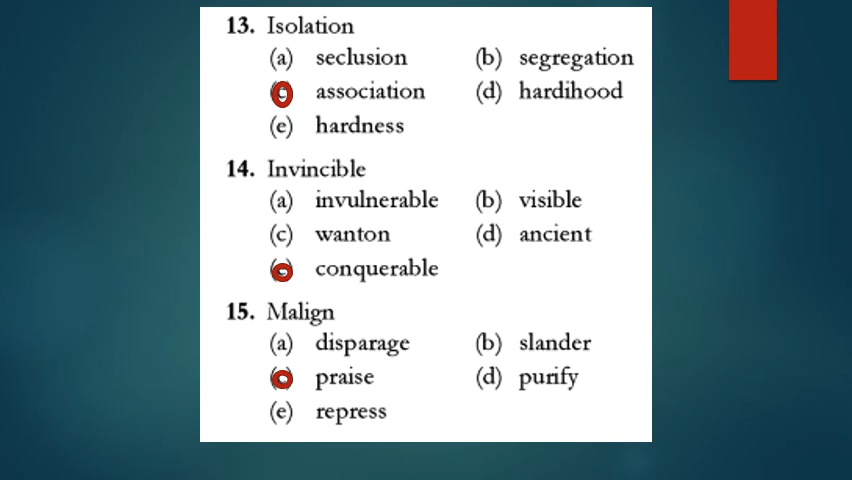 13. Isolation
(a) seclusion (b) segregation
(c) association (d) hardihood
(e) hardness
14. Invincible
(a) invulnerable (b) visible
(c) wanton (d) ancient
(e) conquerable
15. Malign
(a) disparage (b) slander
(c) praise (d) purify
(e) repress